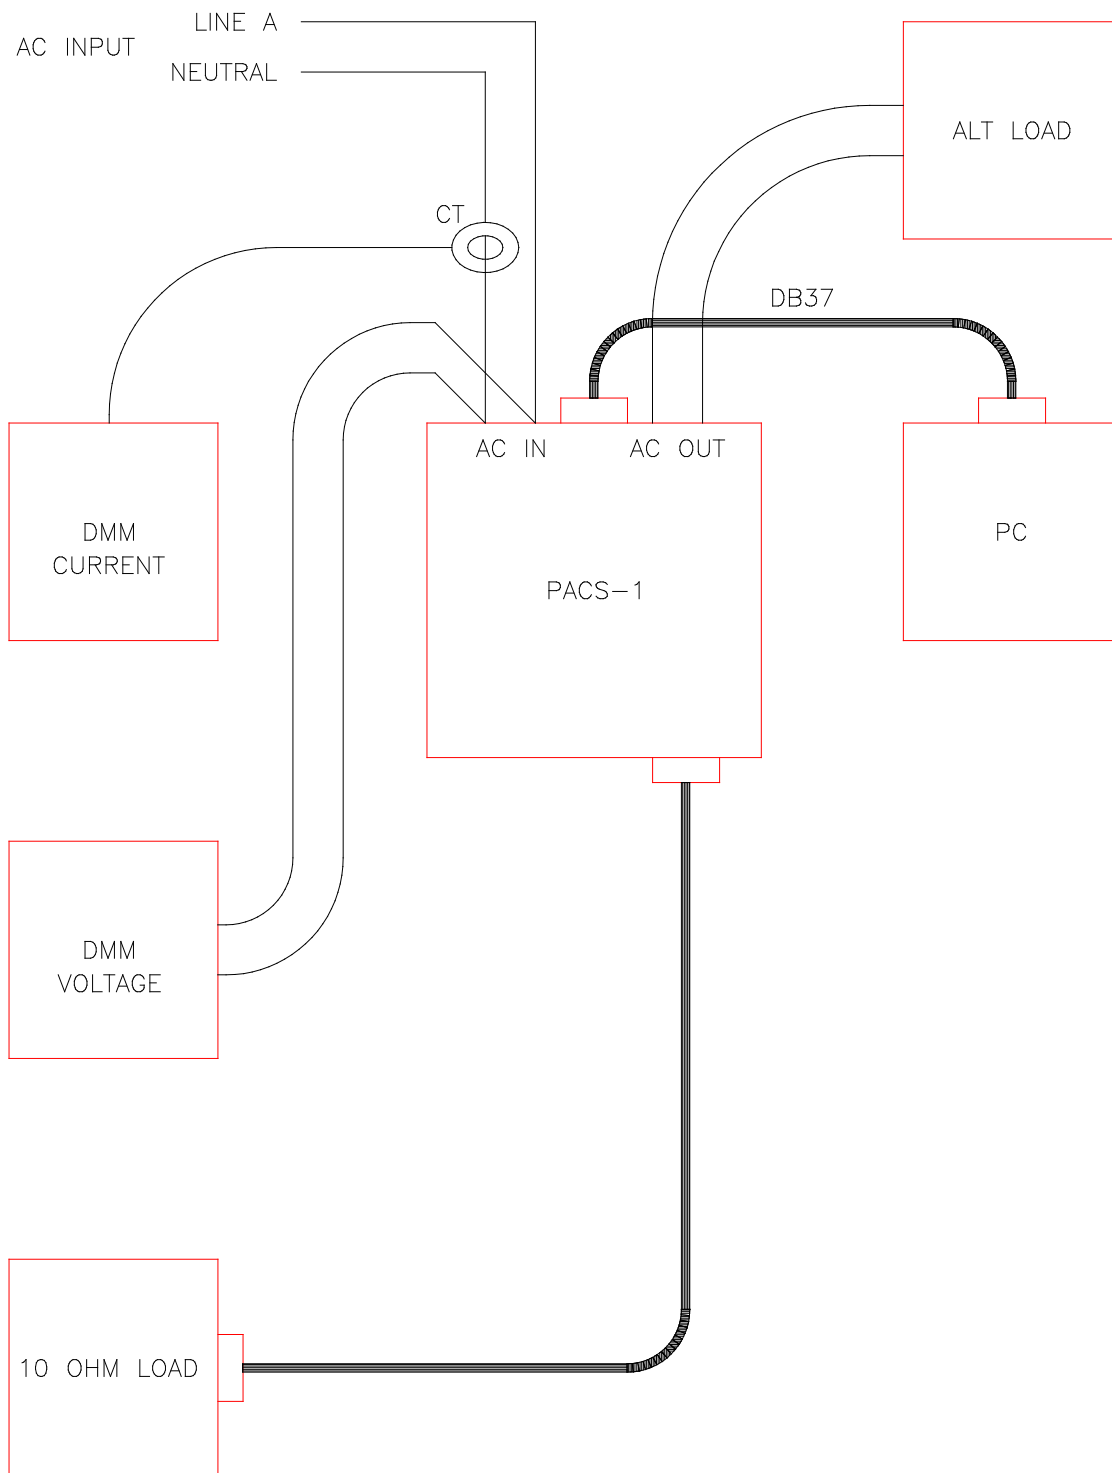 LINE A
AC INPUT
NEUTRAL
ALT LOAD
CT
DB37
AC IN
AC OUT
DMM
CURRENT
PC
PACS-1
DMM
VOLTAGE
10 OHM LOAD